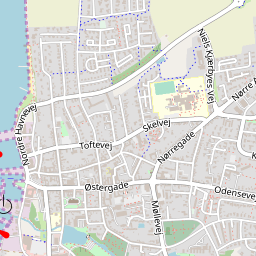 Niels Kjærbyes Vej
Nordre Havnevej
Nørre
Skelvej
Toftevej
Nørregade
Østergade
Odensevej
Møllevej